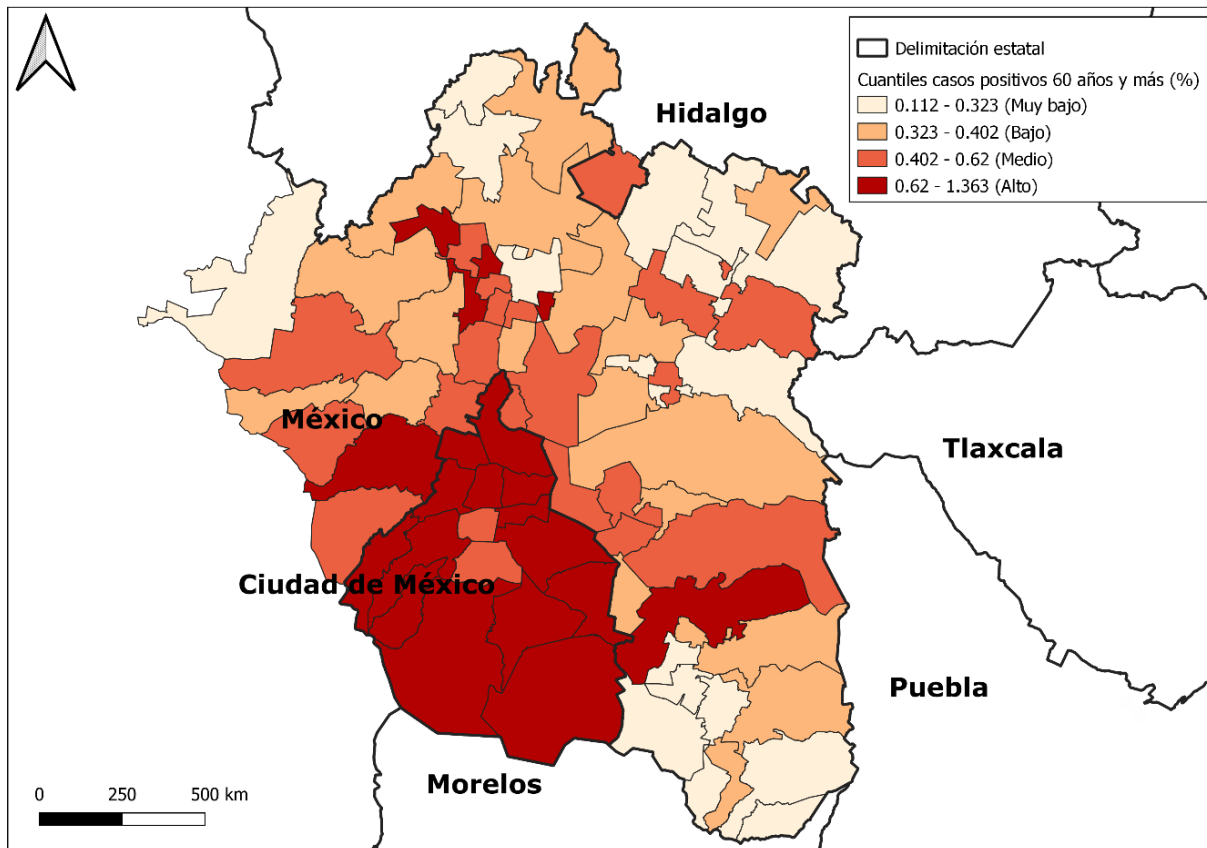 Delimitación estatal
Cuantiles casos positivos 60 años y más (%)
0.112 - 0.323 (Muy bajo)
0.323 - 0.402 (Bajo)
0.402 - 0.62 (Medio)
0.62 - 1.363 (Alto)
Hidalgo
México
Tlaxcala
Ciudad de México
Puebla
Morelos
0 250 500 km